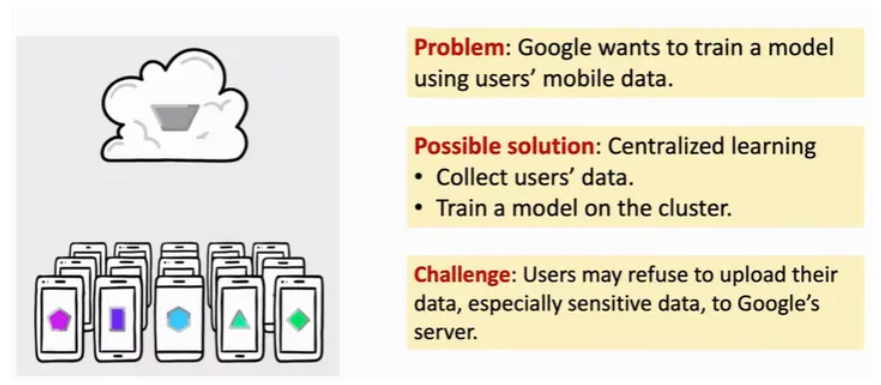 Problem: Google wants to train a model
using users' mobile data.
Possible solution: Centralized learning
• Collect users' data.
• Train a model on the cluster.
Challenge: Users may refuse to upload their
data, especially sensitive data, to Google's
server.